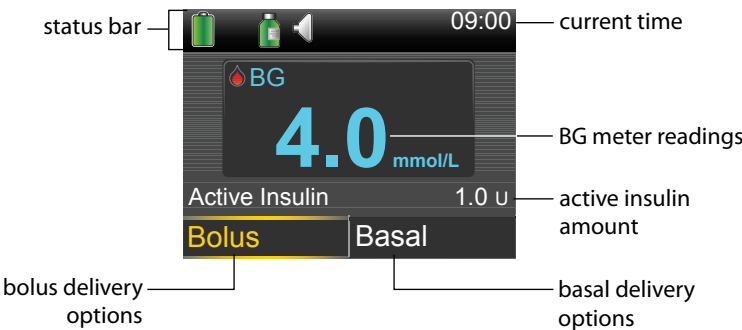 status bar
09:00
current time
BG
4.0 mmol/L
BG meter readings
Active Insulin
1.0 U
active insulin
amount
Bolus
Basal
bolus delivery
options
basal delivery
options